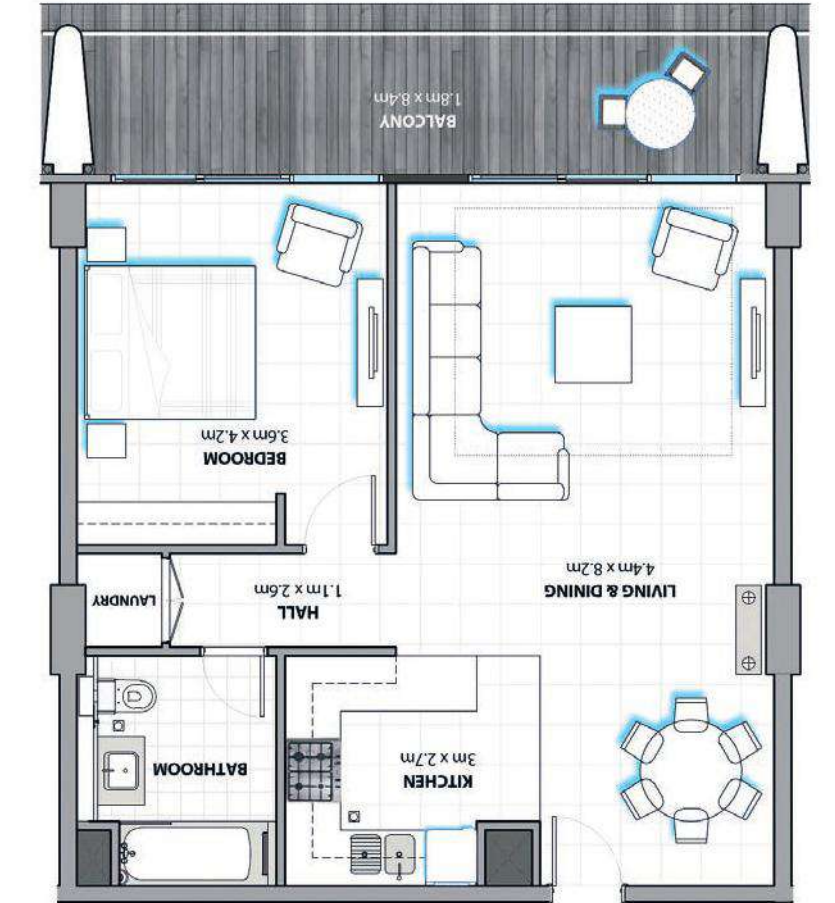 KITCHEN
3m x 2.7m
BATHROOM
LIVING & DINING
4.4m x 8.2m
HALL
1.1m x 2.6m
LAUNDRY
BEDROOM
3.6m x 4.2m
BALCONY
1.8m x 8.4m